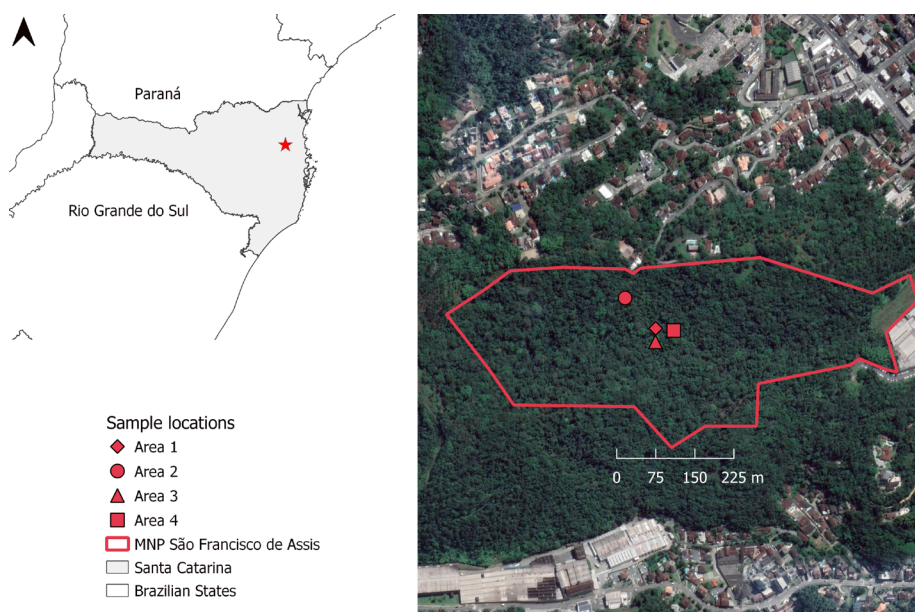 Paraná
Rio Grande do Sul
Sample locations
Area 1
Area 2
Area 3
Area 4
MNP São Francisco de Assis
Santa Catarina
Brazilian States
0 75 150 225 m